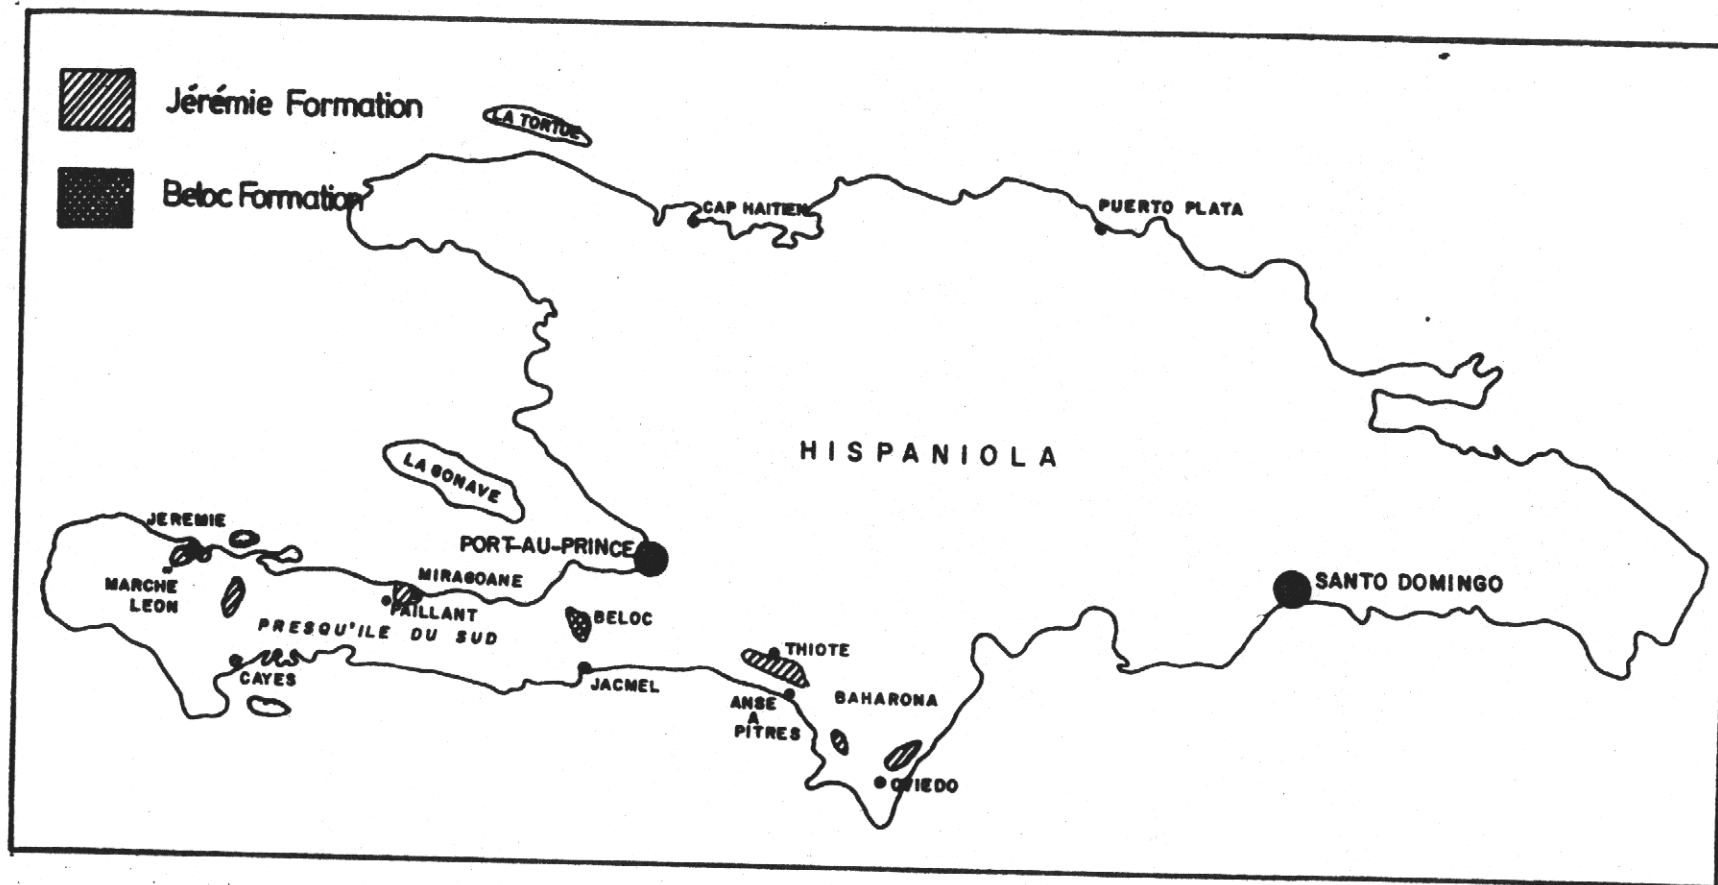 Jérémie Formation
Beloc Formation
LA TORTUE
CAP HAITIEN
PUERTO PLATA
HISPANIOLA
LA GONAVE
JEREMIE
PORT-AU-PRINCE
MIRAGOANE
MARCHE
LEON
PAILLANT
BELOC
SANTO DOMINGO
PRESQU'ILE DU SUD
THIOTE
CAYES
JACMEL
ANSE
A
PITRES
BAHARONA
OVIEDO